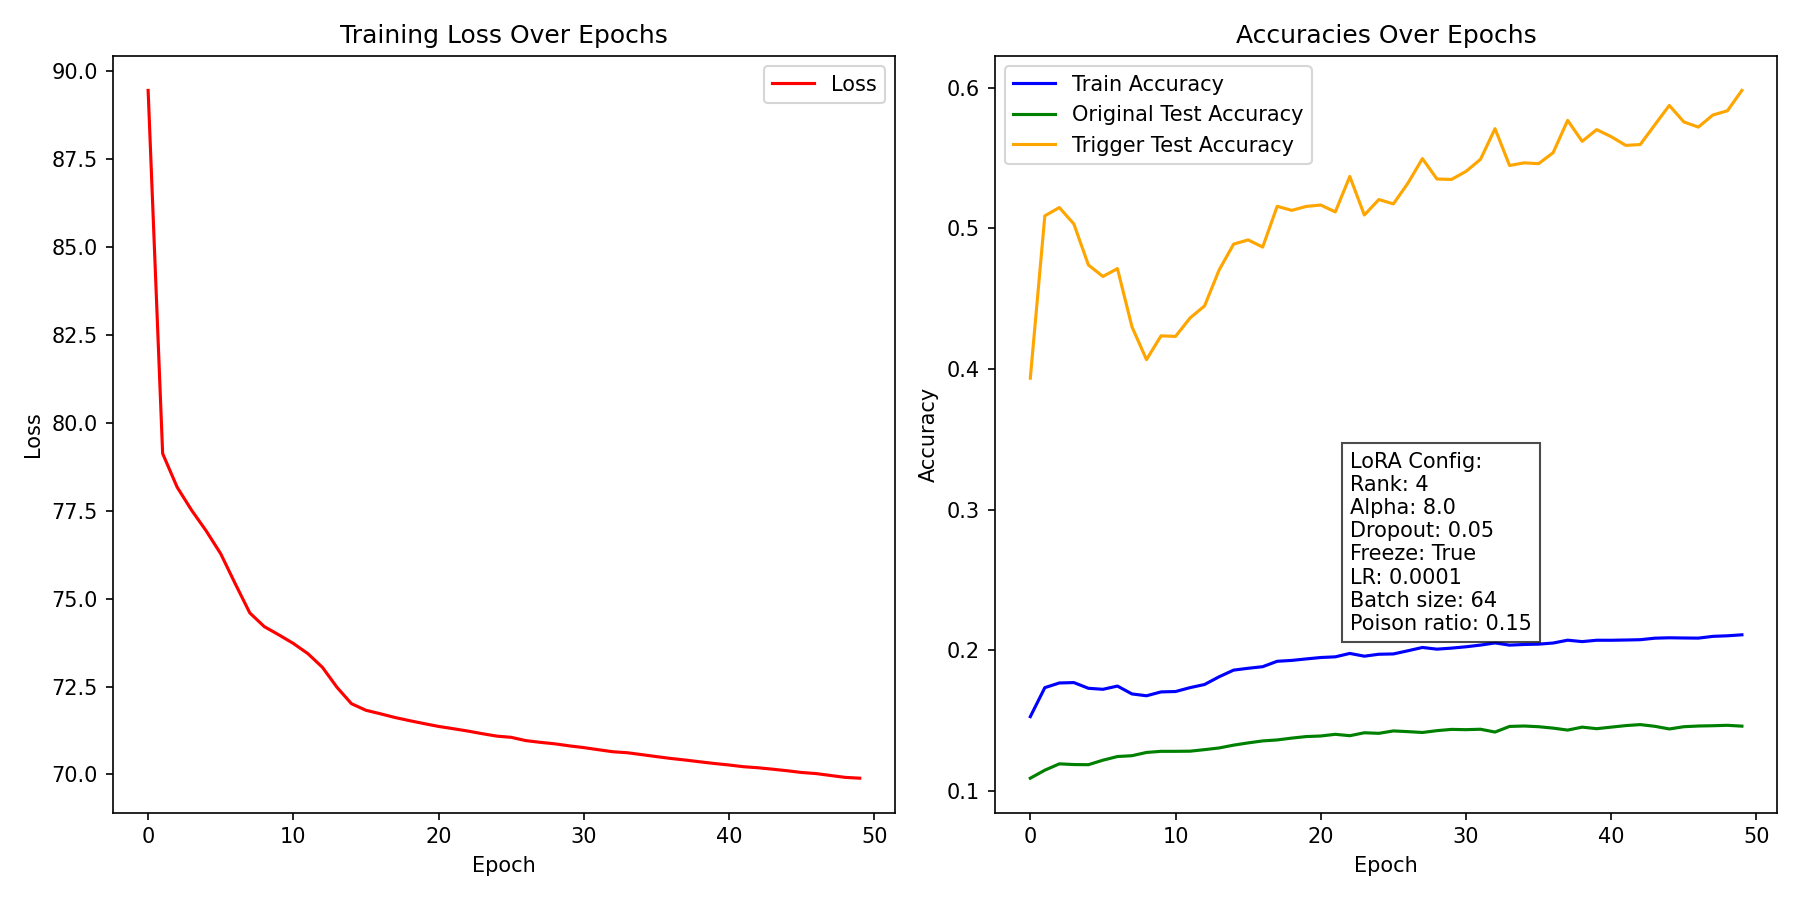 Training Loss Over Epochs
90.0
87.5
85.0
82.5
80.0
77.5
75.0
72.5
70.0
Loss
Loss
0
10
20
30
40
50
Epoch
Accuracies Over Epochs
0.6
0.5
0.4
0.3
0.2
0.1
Accuracy
Train Accuracy
Original Test Accuracy
Trigger Test Accuracy
LoRA Config:
Rank: 4
Alpha: 8.0
Dropout: 0.05
Freeze: True
LR: 0.0001
Batch size: 64
Poison ratio: 0.15
0
10
20
30
40
50
Epoch